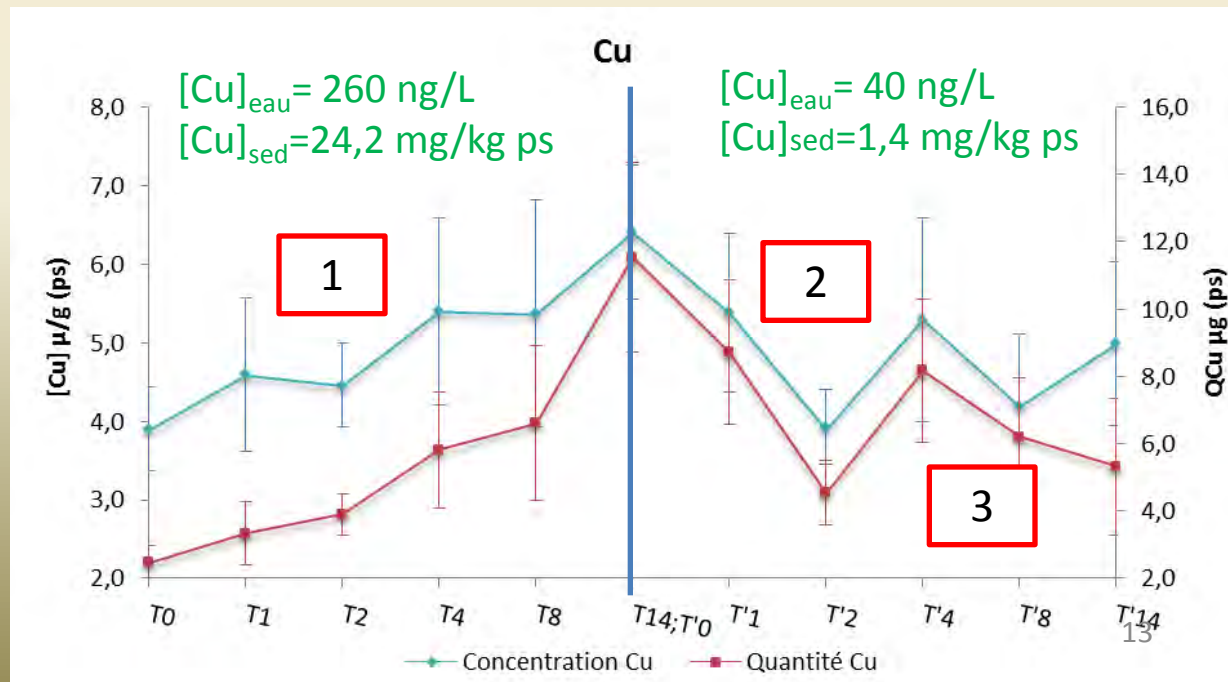 Cu
[Cu]eau= 260 ng/L
[Cu]sed=24,2 mg/kg ps
[Cu]eau= 40 ng/L
[Cu]sed=1,4 mg/kg ps
8,0
7,0
6,0
5,0
4,0
3,0
2,0
[Cu] µ/g (ps)
16,0
14,0
12,0
10,0
8,0
6,0
4,0
2,0
QCu µg (ps)
1
2
3
T0 T1 T2 T4 T8 T14;T'0 T'1 T'2 T'4 T'8 T'14
13
Concentration Cu Quantité Cu